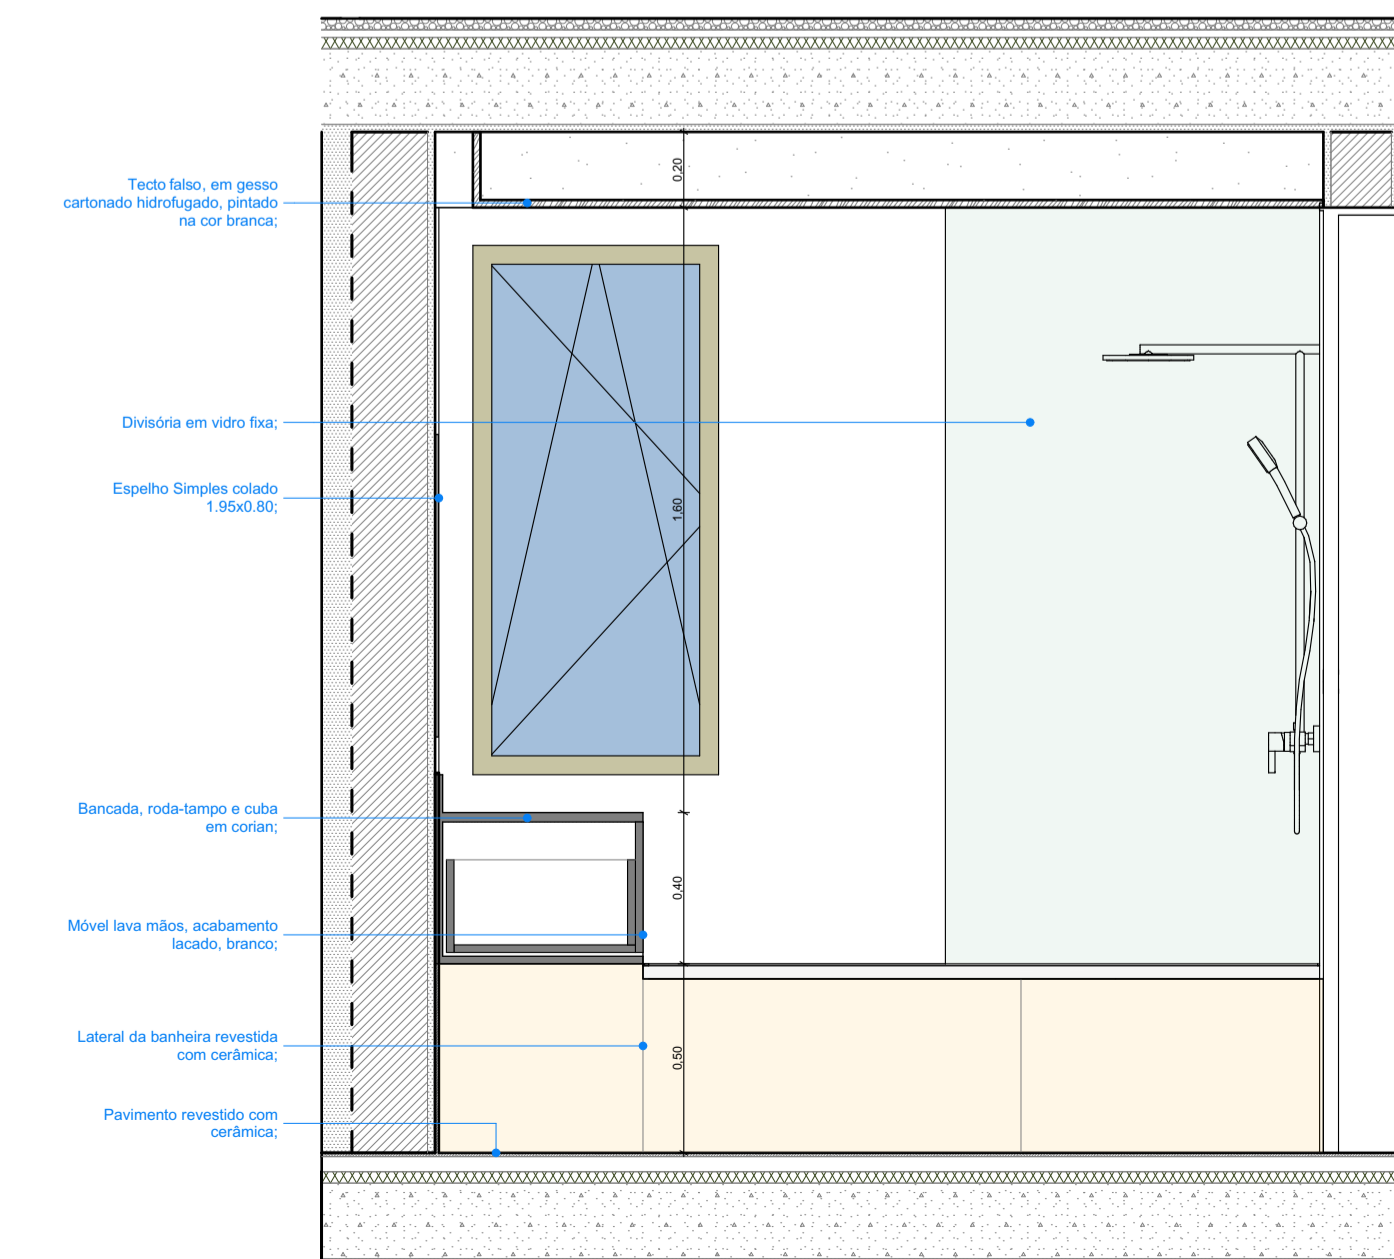 Tecto falso, em gesso
cartonado hidrofugado, pintado
na cor branca;
0,20
Divisória em vidro fixa;
Espelho Simples colado
1.95x0.80;
1,60
Bancada, roda-tampo e cuba
em corian;
0,40
Móvel lava mãos, acabamento
lacado, branco;
Lateral da banheira revestida
com cerâmica;
0,50
Pavimento revestido com
cerâmica;